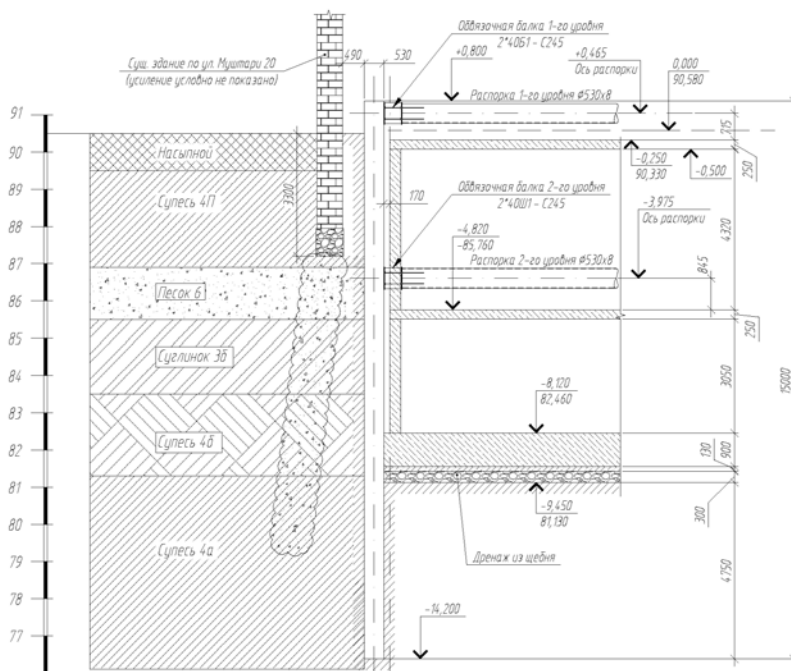 Сущ. здание по ул. Муштари 20
(усиление условно не показано)
490
530
Обвязочная балка 1-го уровня
2*40Б1 - С245
+0,800
+0,465
Ось распорки
0,000
90,580
Распорка 1-го уровня ø530x8
91
90
89
88
87
86
85
84
83
82
81
80
79
78
77
Насыпной
Супесь 4П
Песок 6
Суглинок 3б
Супесь 4б
Супесь 4а
3300
170
-0,250
90,330
-0,500
Обвязочная балка 2-го уровня
2*40Ш1 - С245
-4,820
-85,760
Распорка 2-го уровня ø530x8
-3,975
Ось распорки
-8,120
82,460
-9,450
81,130
Дренаж из щебня
-14,200
715
250
4320
845
250
3050
15000
900
130
300
4750